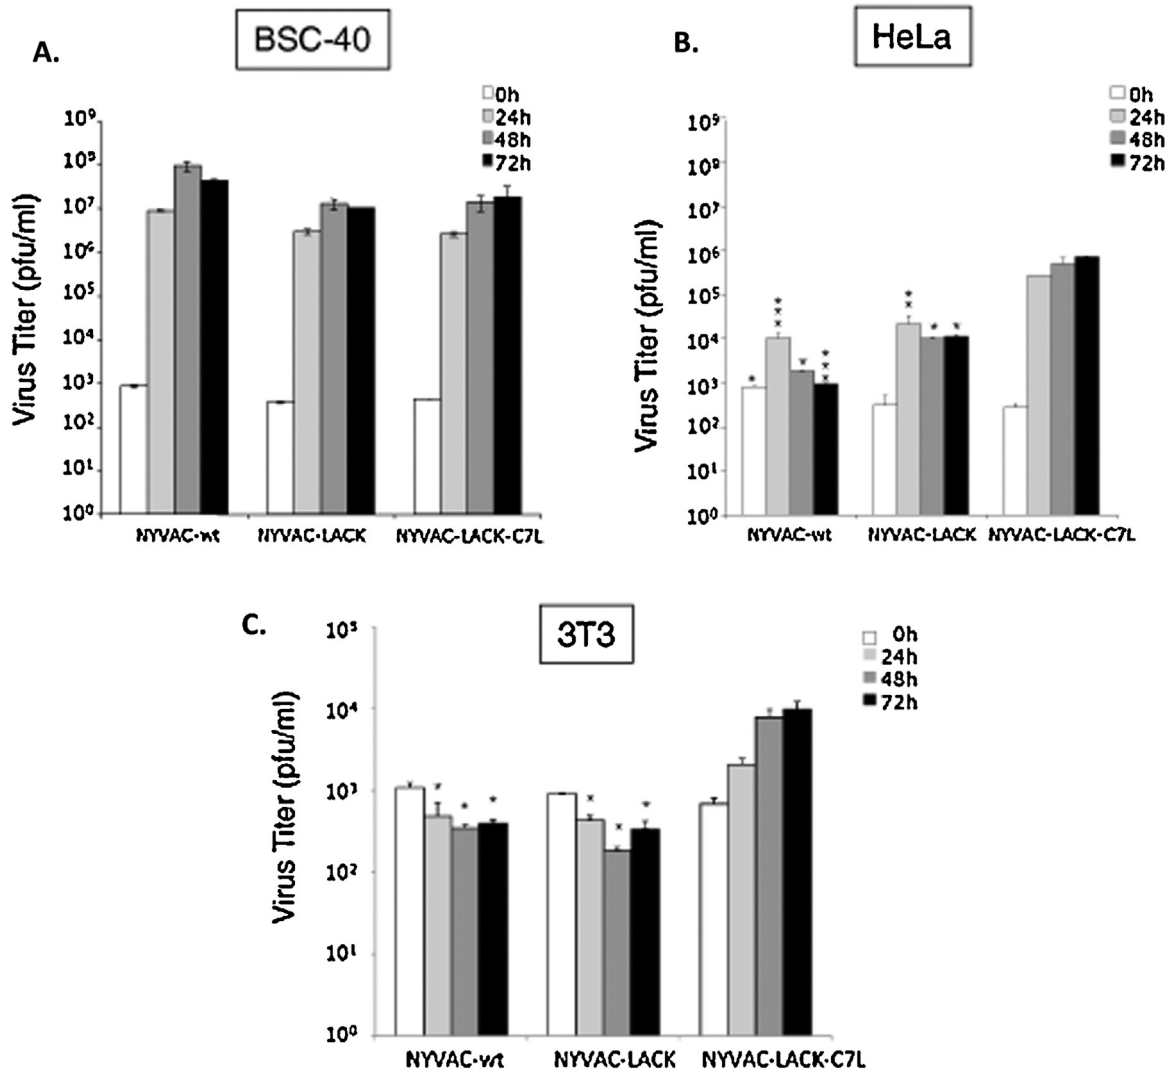 A.
BSC-40
0h
24h
48h
72h
Virus Titer (pfu/ml)
10⁹
10⁸
10⁷
10⁶
10⁵
10⁴
10³
10²
10¹
10⁰
NYVAC-wt
NYVAC-LACK
NYVAC-LACK-C7L
B.
HeLa
0h
24h
48h
72h
Virus Titer (pfu/ml)
10⁹
10⁸
10⁷
10⁶
10⁵
10⁴
10³
10²
10¹
10⁰
*
*
*
*
*
*
*
*
*
*
*
*
NYVAC-wt
NYVAC-LACK
NYVAC-LACK-C7L
C.
3T3
0h
24h
48h
72h
Virus Titer (pfu/ml)
10⁵
10⁴
10³
10²
10¹
10⁰
*
*
*
*
*
*
NYVAC-wt
NYVAC-LACK
NYVAC-LACK-C7L